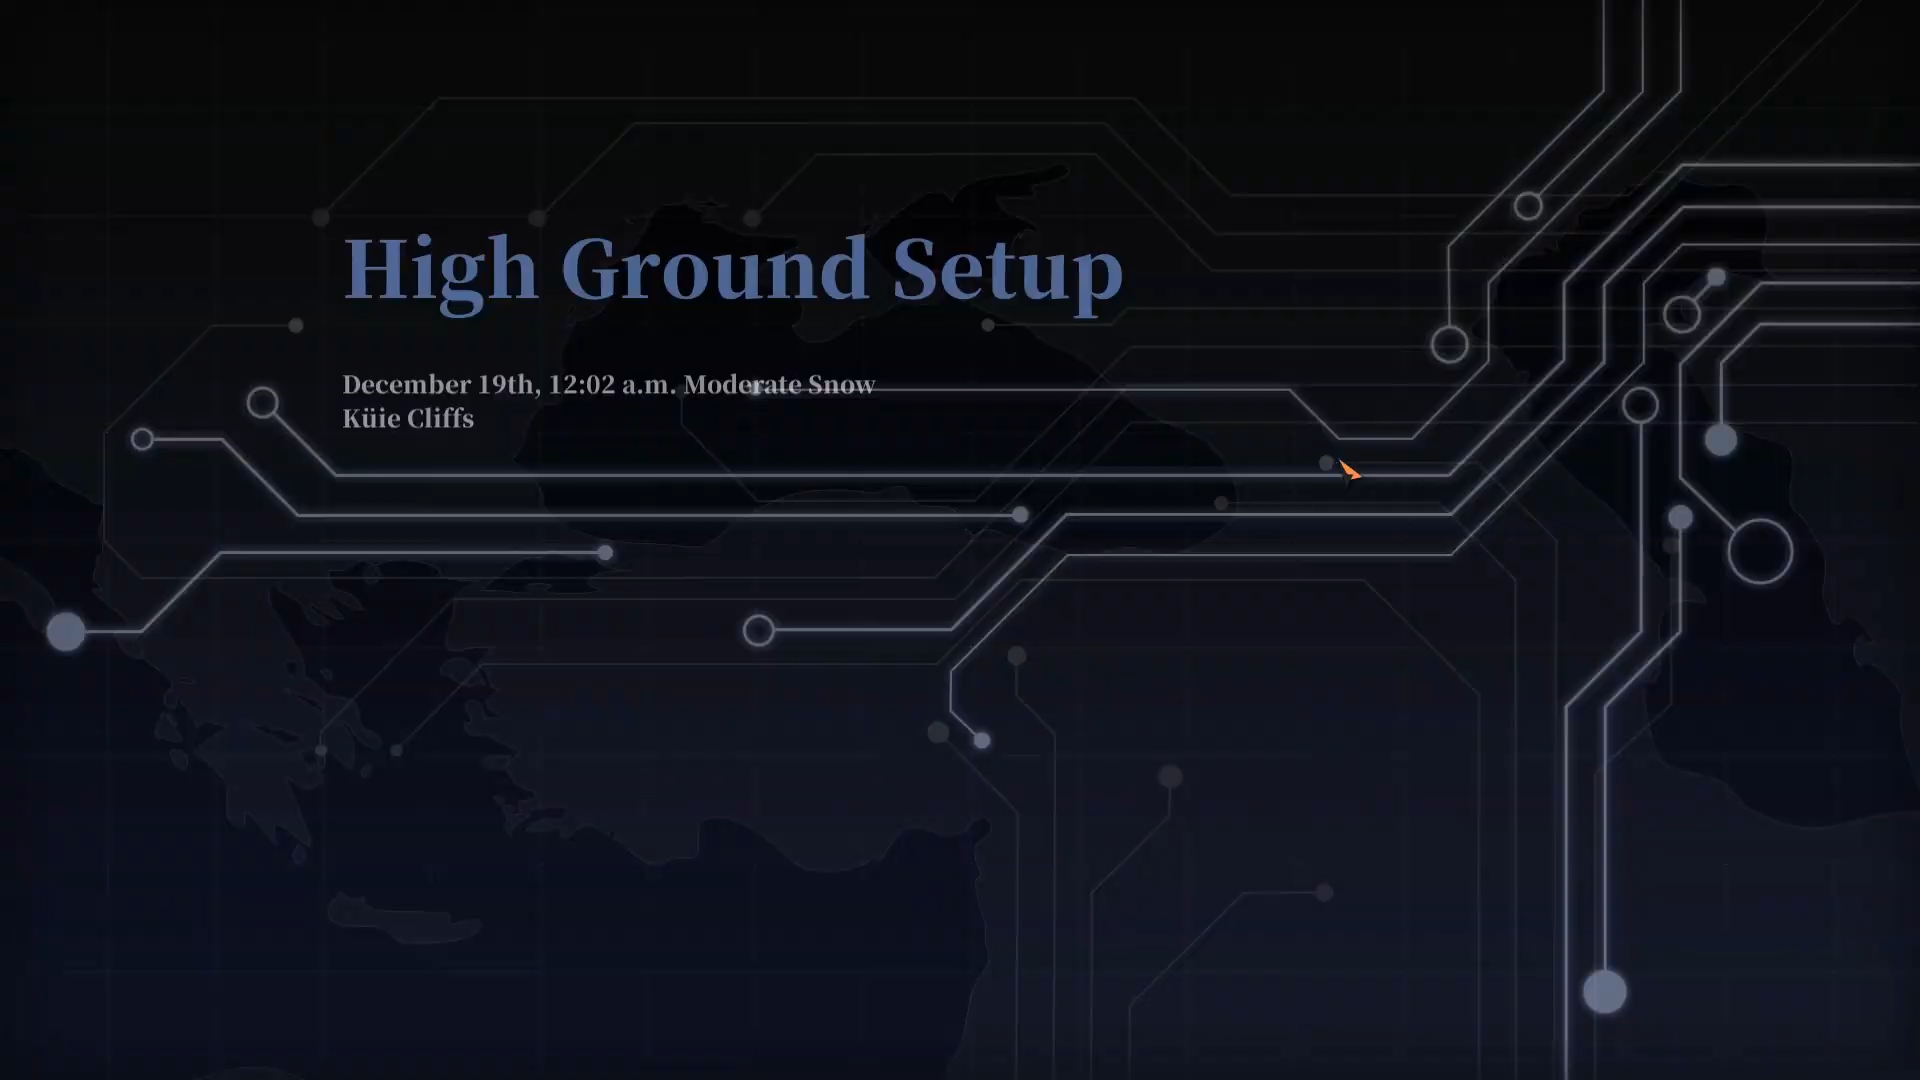 High Ground Setup
December 19th, 12:02 a.m. Moderate Snow
Küie Cliffs